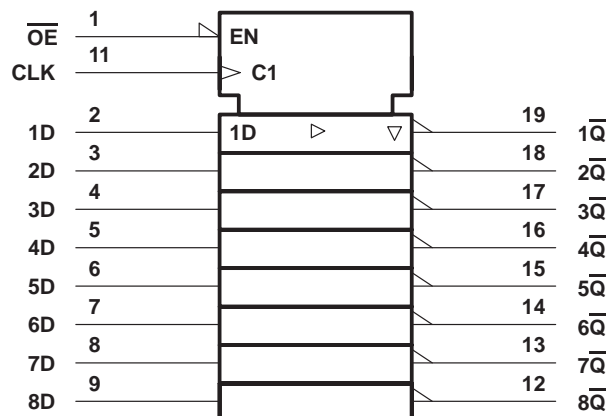 1
O̅E̅ EN
11
CLK C1
2 19
1D 1D 1Q̅
3 18
2D 2Q̅
4 17
3D 3Q̅
5 16
4D 4Q̅
6 15
5D 5Q̅
7 14
6D 6Q̅
8 13
7D 7Q̅
9 12
8D 8Q̅